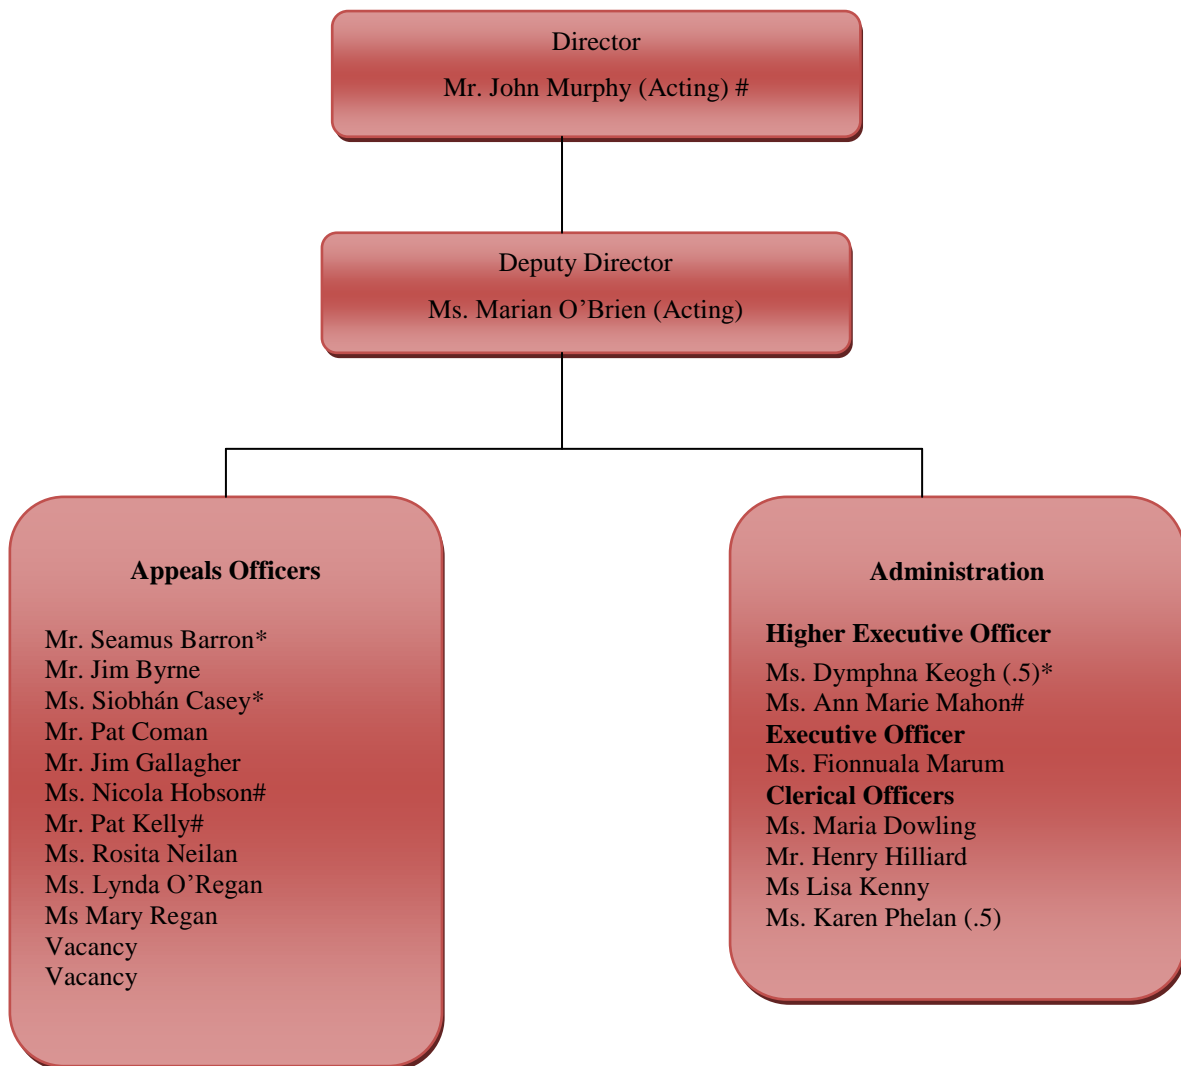 Director
Mr. John Murphy (Acting) #
Deputy Director
Ms. Marian O’Brien (Acting)
Appeals Officers
Mr. Seamus Barron*
Mr. Jim Byrne
Ms. Siobhán Casey*
Mr. Pat Coman
Mr. Jim Gallagher
Ms. Nicola Hobson#
Mr. Pat Kelly#
Ms. Rosita Neilan
Ms. Lynda O’Regan
Ms Mary Regan
Vacancy
Vacancy
Administration
Higher Executive Officer
Ms. Dymphna Keogh (.5)*
Ms. Ann Marie Mahon#
Executive Officer
Ms. Fionnuala Marum
Clerical Officers
Ms. Maria Dowling
Mr. Henry Hilliard
Ms Lisa Kenny
Ms. Karen Phelan (.5)